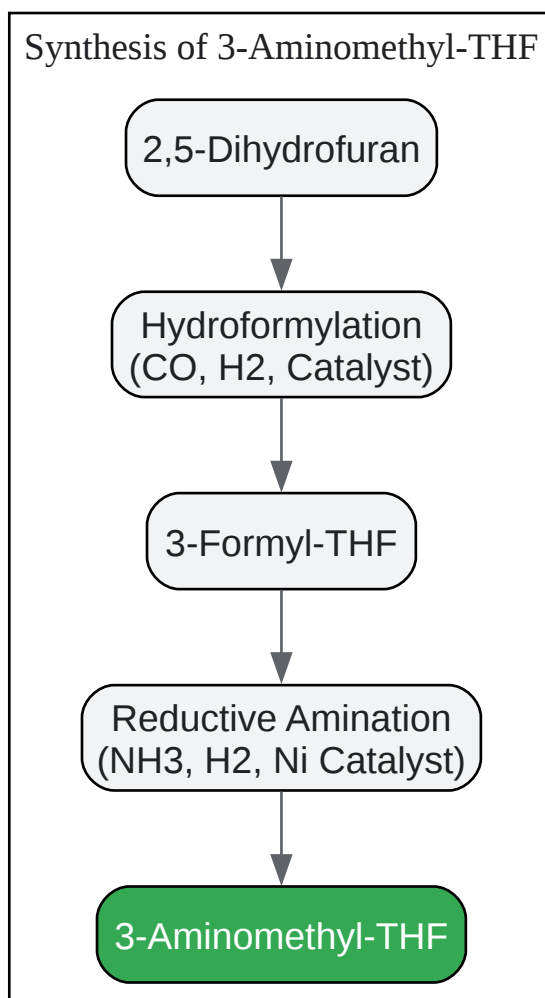 Synthesis of 3-Aminomethyl-THF
2,5-Dihydrofuran
Hydroformylation
(CO, H2, Catalyst)
3-Formyl-THF
Reductive Amination
(NH3, H2, Ni Catalyst)
3-Aminomethyl-THF